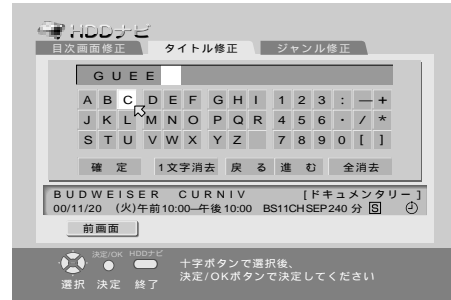 HDDナビ
目次画面修正 タイトル修正 ジャンル修正
GUEE
A B C D E F G H I 1 2 3 : — +
J K L M N O P Q R 4 5 6 ・ / *
S T U V W X Y Z 7 8 9 0 [ ]
確定 1文字消去 戻る 進む 全消去
BUDWEISER CURNIV [ドキュメンタリー]
00/11/20 (火)午前10:00—午後10:00 BS11CH SEP 240 分 S
前画面
決定/OK HDDナビ
選択 決定 終了
十字ボタンで選択後、
決定/OKボタンで決定してください